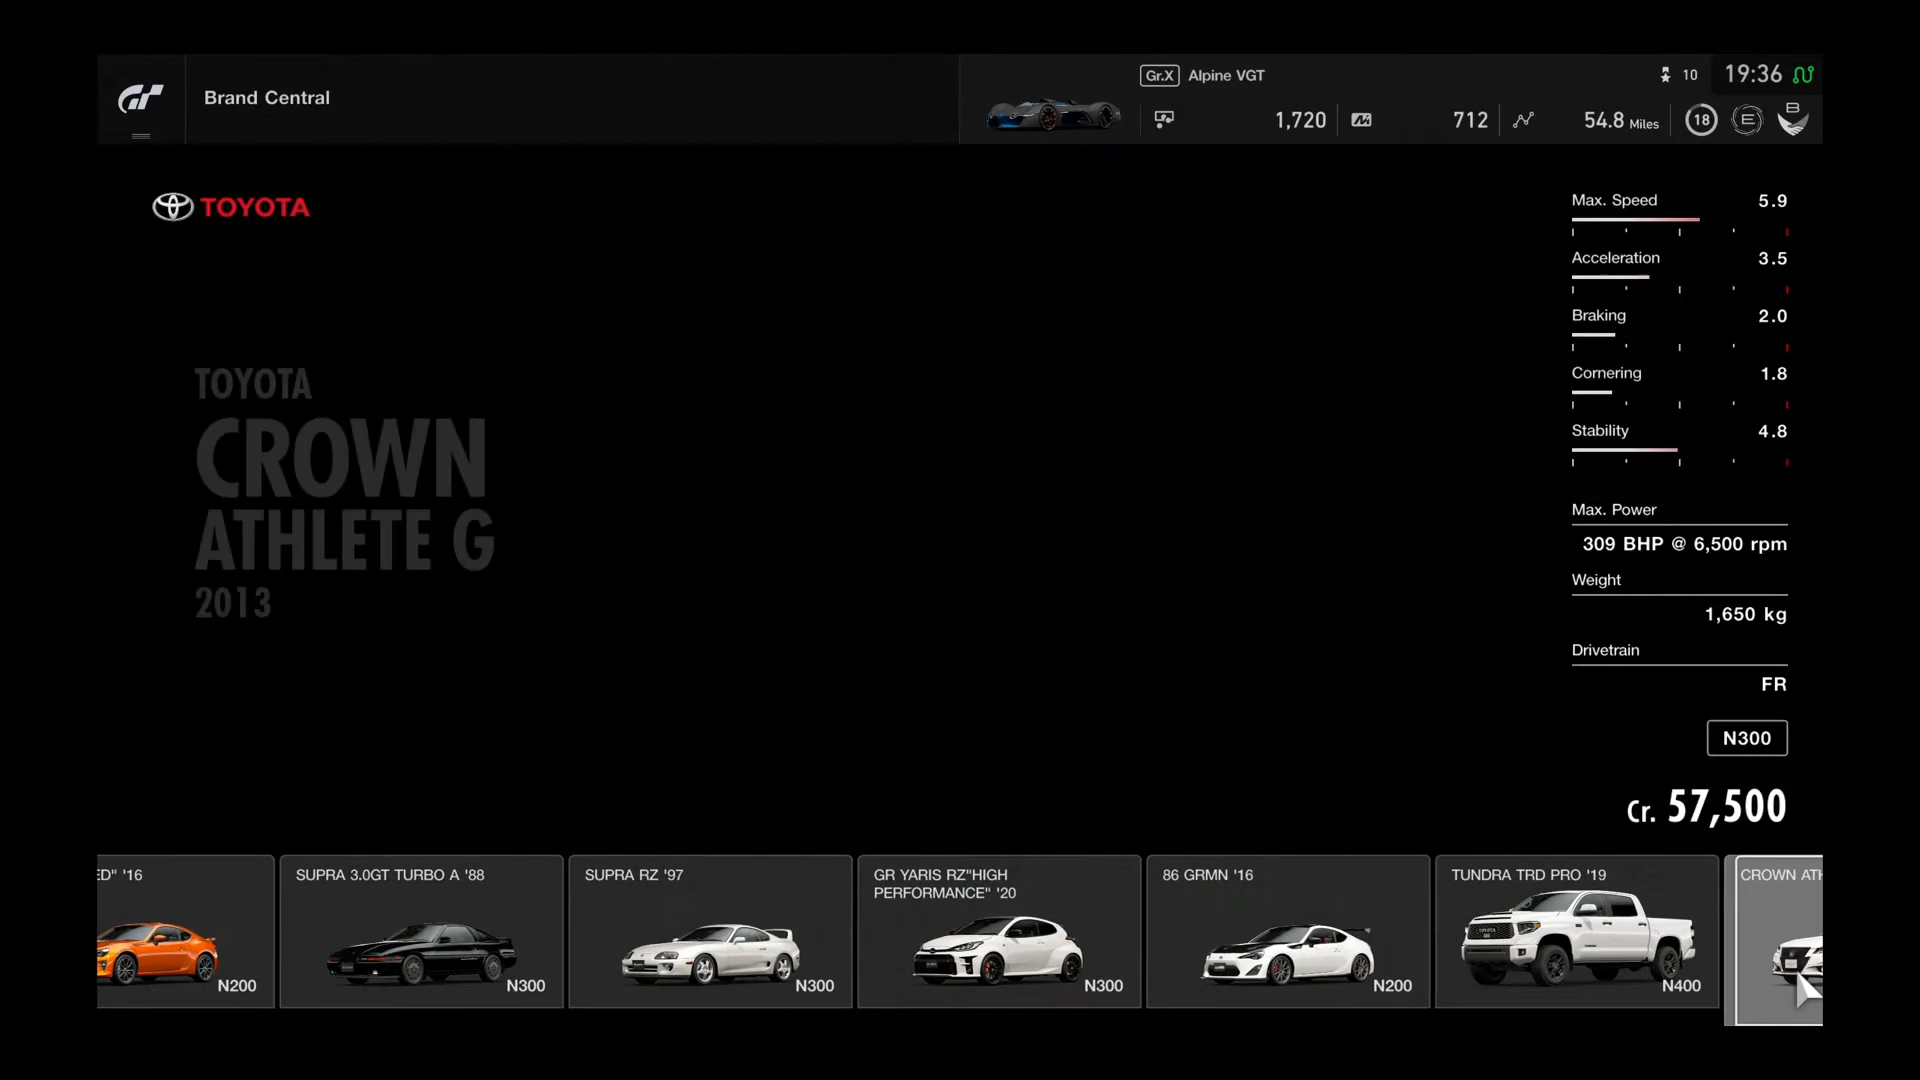 Brand Central
Gr.X Alpine VGT
10
19:36
1,720
712
54.8 Miles
18
E
B
TOYOTA
TOYOTA
CROWN
ATHLETE G
2013
Max. Speed 5.9
Acceleration 3.5
Braking 2.0
Cornering 1.8
Stability 4.8
Max. Power
309 BHP @ 6,500 rpm
Weight
1,650 kg
Drivetrain
FR
N300
Cr. 57,500
ED" '16
N200
SUPRA 3.0GT TURBO A '88
N300
SUPRA RZ '97
N300
GR YARIS RZ"HIGH
PERFORMANCE" '20
N300
86 GRMN '16
N200
TUNDRA TRD PRO '19
N400
CROWN ATH